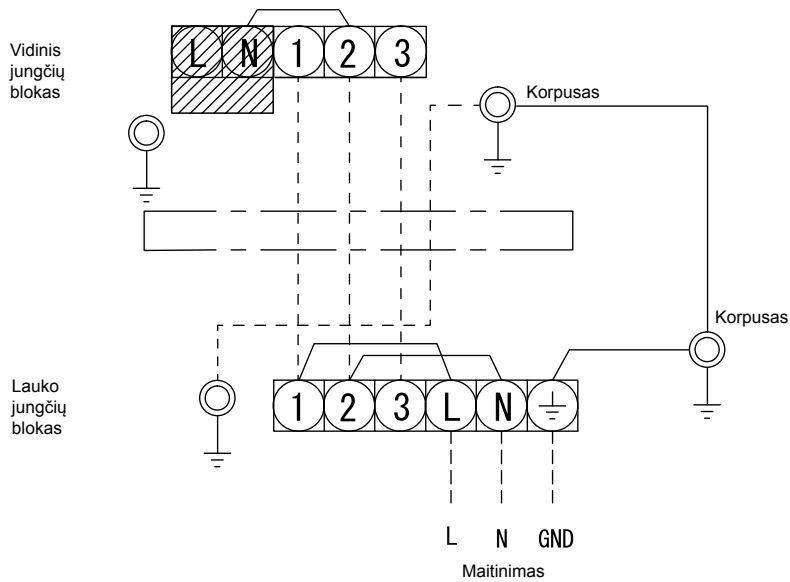 Vidinis
jungčių
blokas
L N 1 2 3
Korpusas
Korpusas
Lauko
jungčių
blokas
1 2 3 L N
L N GND
Maitinimas